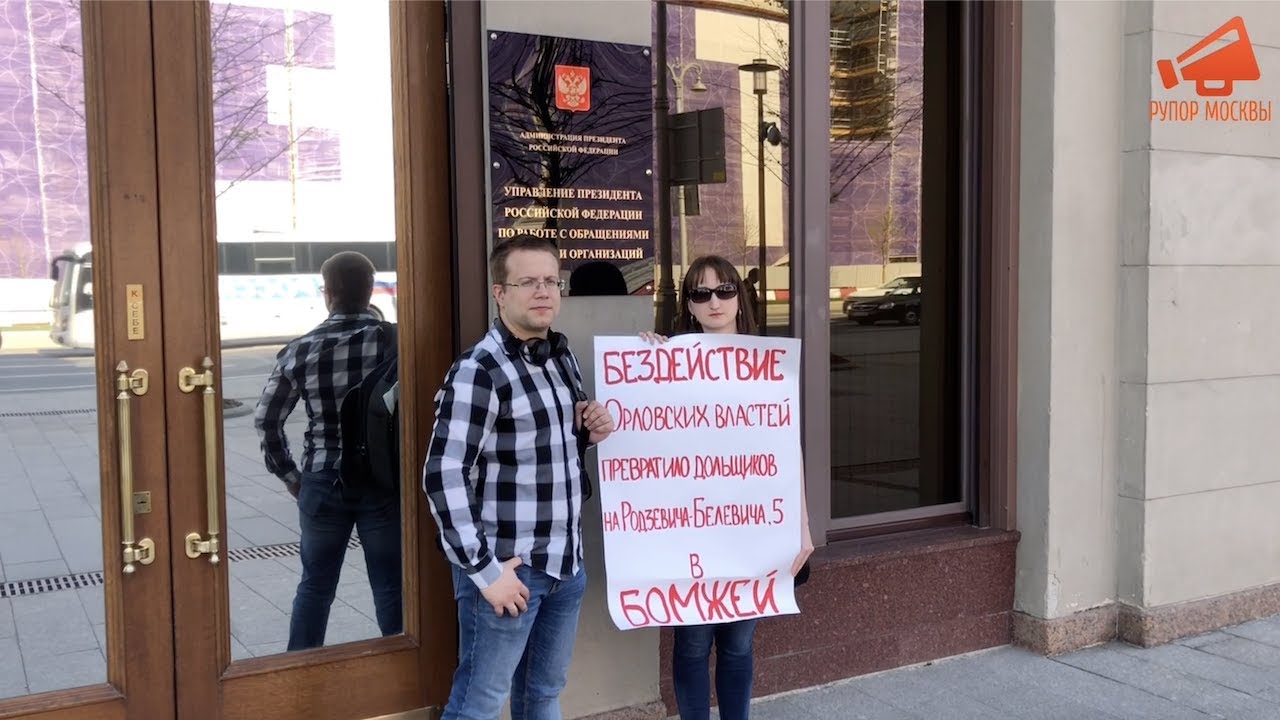 РУПОР МОСКВЫ
АДМИНИСТРАЦИЯ ПРЕЗИДЕНТА
РОССИЙСКОЙ ФЕДЕРАЦИИ
УПРАВЛЕНИЕ ПРЕЗИДЕНТА
РОССИЙСКОЙ ФЕДЕРАЦИИ
ПО РАБОТЕ С ОБРАЩЕНИЯМИ
И ОРГАНИЗАЦИЙ
К СЕБЕ
БЕЗДЕЙСТВИЕ
ОРЛОВСКИХ ВЛАСТЕЙ
ПРЕВРАТИЛО ДОЛЬЩИКОВ
НА РОДЗЕВИЧА-БЕЛЕВИЧА, 5
В
БОМЖЕЙ